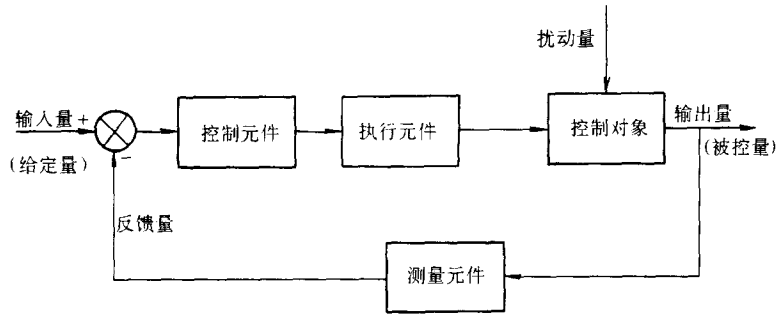 扰动量
输入量 +
(给定量)
−
控制元件
执行元件
控制对象
输出量
(被控量)
反馈量
测量元件